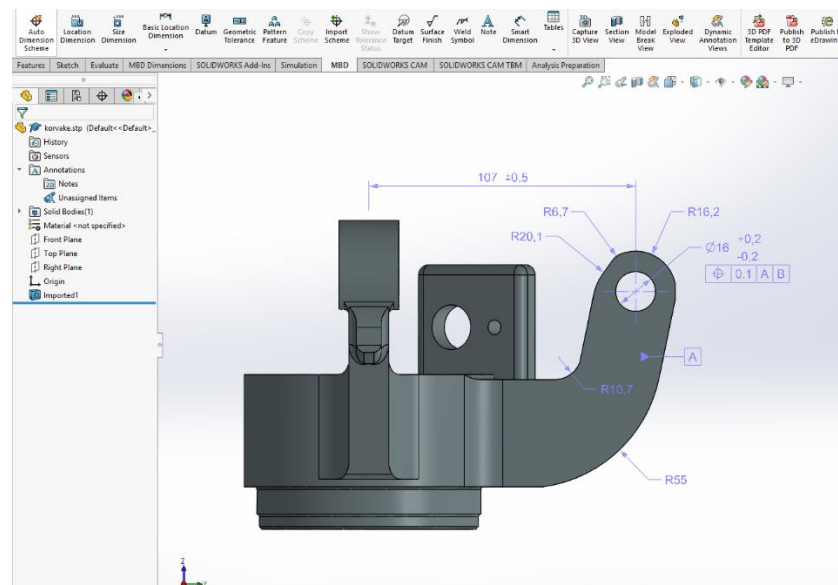 Auto Dimension Scheme
Location Dimension
Size Dimension
Basic Location Dimension
Datum
Geometric Tolerance
Pattern Feature
Copy Scheme
Import Scheme
Show Tolerance Status
Datum Target
Surface Finish
Weld Symbol
Note
Smart Dimension
Tables
Capture 3D View
Section View
Model Break View
Exploded View
Dynamic Annotation Views
3D PDF Template Editor
Publish to 3D PDF
Publish eDrawin
Features Sketch Evaluate MBD Dimensions SOLIDWORKS Add-Ins Simulation MBD SOLIDWORKS CAM SOLIDWORKS CAM TBM Analysis Preparation
korvake.stp (Default<<Default>_
History
Sensors
Annotations
Notes
Unassigned Items
Solid Bodies(1)
Material <not specified>
Front Plane
Top Plane
Right Plane
Origin
Imported1
107 ±0,5
R6,7
R16,2
R20,1
Ø16 +0,2 -0,2
⌖ 0.1 A B
A
R10,7
R55
Z
Y